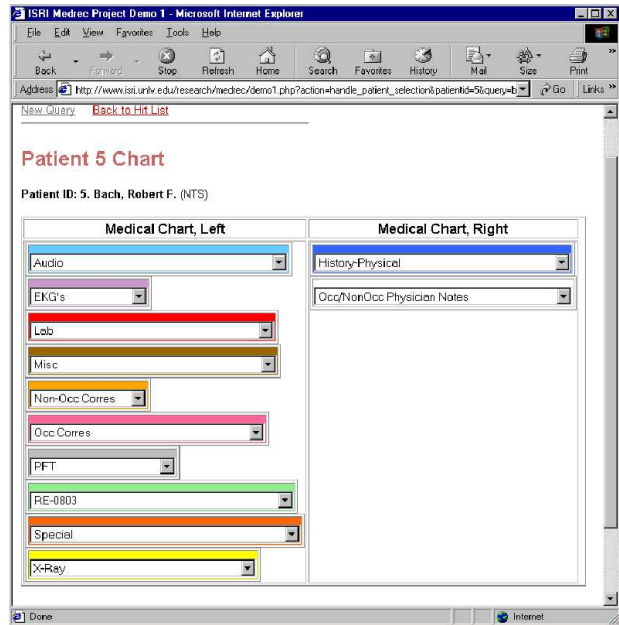 ISRI Medrec Project Demo 1 - Microsoft Internet Explorer
File Edit View Favorites Tools Help
Back Forward Stop Refresh Home Search Favorites History Mail Size Print
Address http://www.isri.unlv.edu/research/medrec/demo1.php?action=handle_patient_selection&patientid=5&query=b Go Links »
New Query Back to Hit List
Patient 5 Chart
Patient ID: 5. Bach, Robert F. (NTS)
Medical Chart, Left Medical Chart, Right
Audio History-Physical
EKG's Occ/NonOcc Physician Notes
Lab
Misc
Non-Occ Corres
Occ Corres
PFT
RE-0803
Special
X-Ray
Done Internet